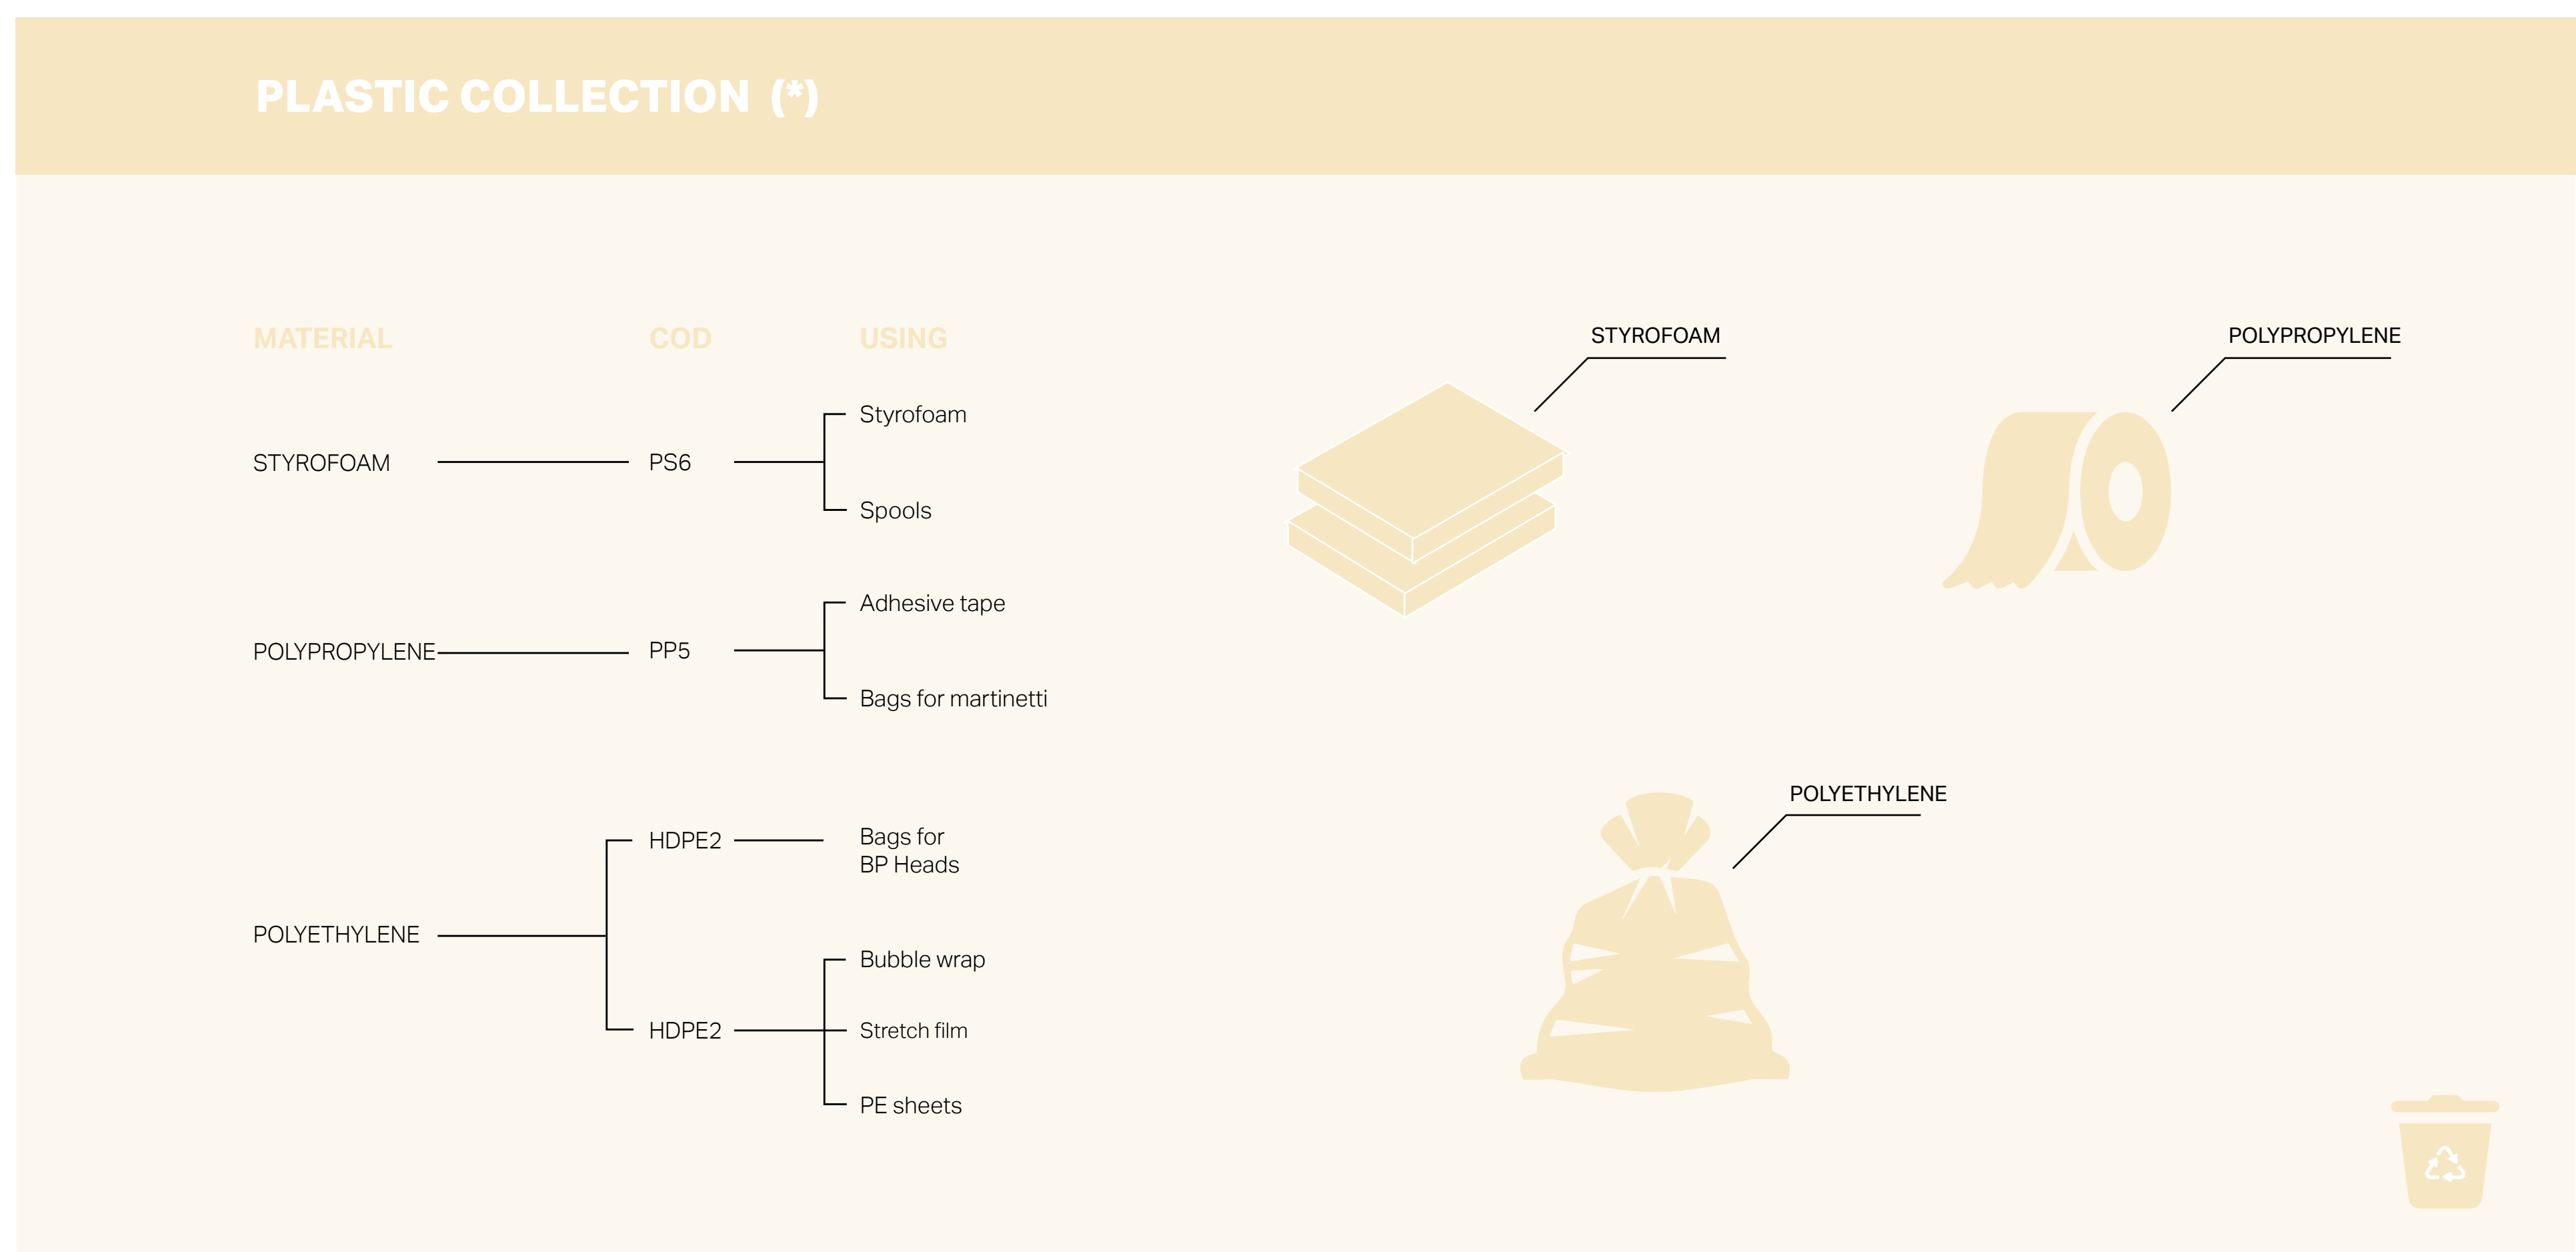 PLASTIC COLLECTION (*)
MATERIAL COD USING
STYROFOAM PS6
Styrofoam
Spools
POLYPROPYLENE PP5
Adhesive tape
Bags for martinetti
POLYETHYLENE
HDPE2
Bags for
BP Heads
HDPE2
Bubble wrap
Stretch film
PE sheets
STYROFOAM
POLYPROPYLENE
POLYETHYLENE